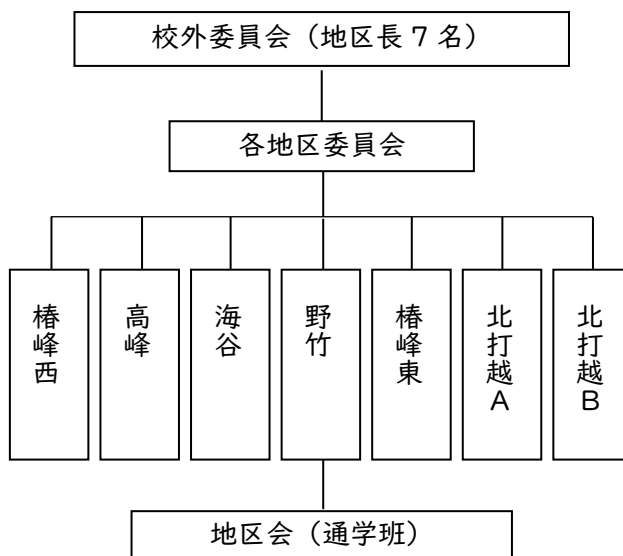 校外委員会（地区長７名）
各地区委員会
椿峰西
高峰
海谷
野竹
椿峰東
北打越Ａ
北打越Ｂ
地区会（通学班）